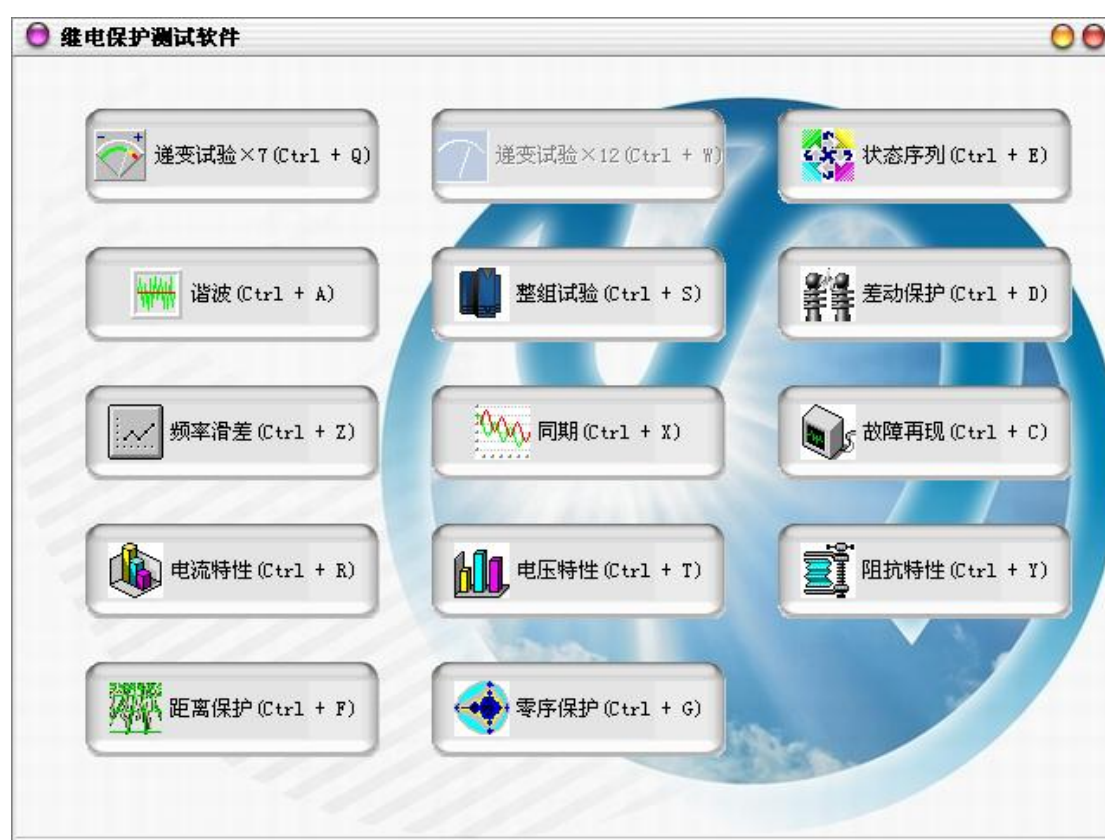 继电保护测试软件
递变试验×7(Ctrl + Q)
递变试验×12(Ctrl + W)
状态序列(Ctrl + E)
谐波(Ctrl + A)
整组试验(Ctrl + S)
差动保护(Ctrl + D)
频率滑差(Ctrl + Z)
同期(Ctrl + X)
故障再现(Ctrl + C)
电流特性(Ctrl + R)
电压特性(Ctrl + T)
阻抗特性(Ctrl + Y)
距离保护(Ctrl + F)
零序保护(Ctrl + G)